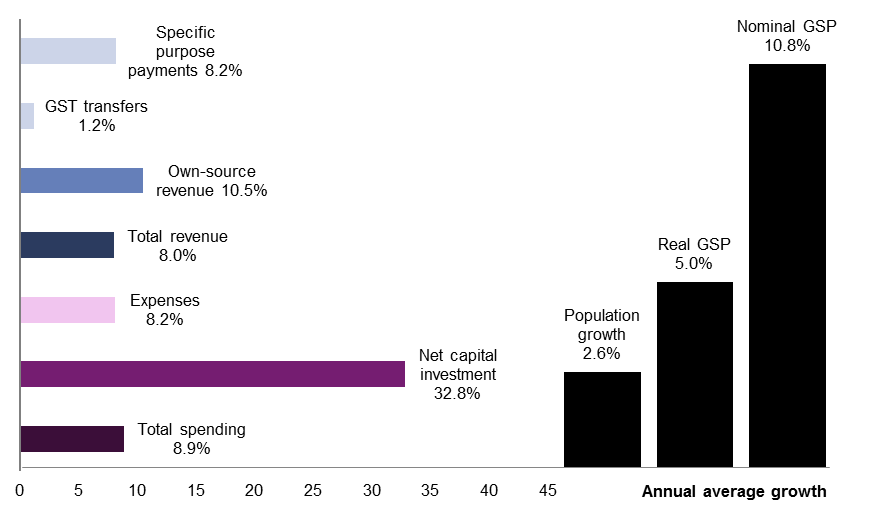 Specific
purpose
payments 8.2%
GST transfers
1.2%
Own-source
revenue 10.5%
Total revenue
8.0%
Expenses
8.2%
Net capital
investment
32.8%
Total spending
8.9%
Population
growth
2.6%
Real GSP
5.0%
Nominal GSP
10.8%
0 5 10 15 20 25 30 35 40 45
Annual average growth